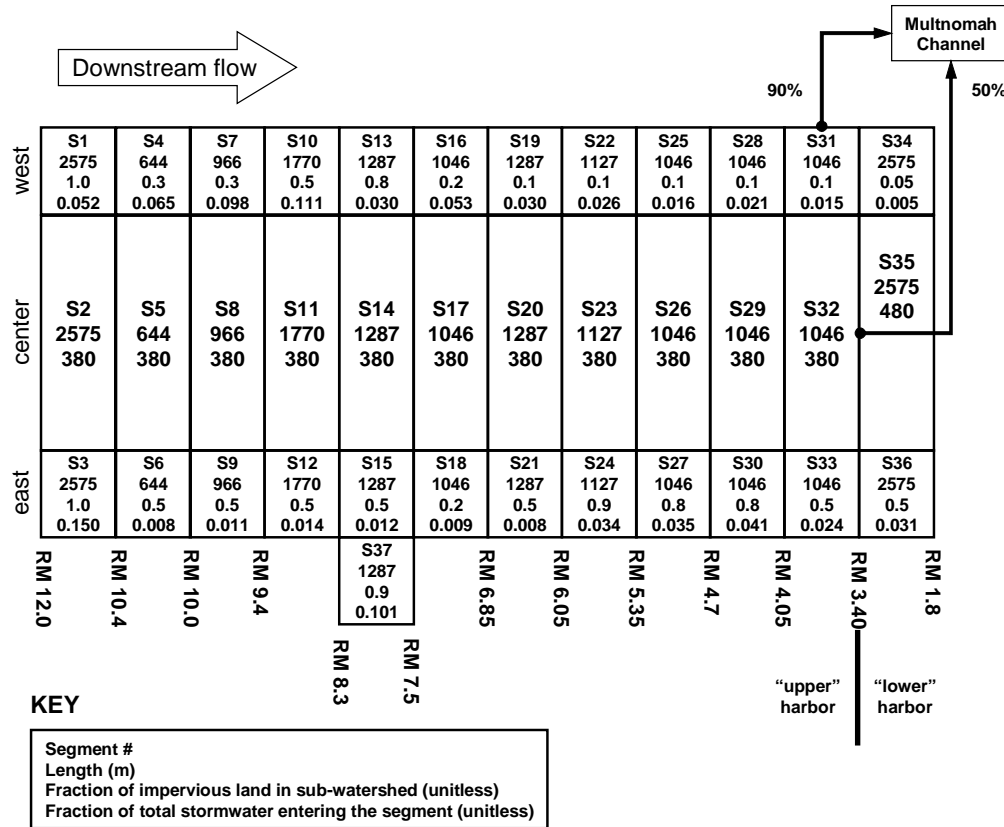 Multnomah
Channel
Downstream flow
90%
50%
west
S1
2575
1.0
0.052
S4
644
0.3
0.065
S7
966
0.3
0.098
S10
1770
0.5
0.111
S13
1287
0.8
0.030
S16
1046
0.2
0.053
S19
1287
0.1
0.030
S22
1127
0.1
0.026
S25
1046
0.1
0.016
S28
1046
0.1
0.021
S31
1046
0.1
0.015
S34
2575
0.05
0.005
center
S2
2575
380
S5
644
380
S8
966
380
S11
1770
380
S14
1287
380
S17
1046
380
S20
1287
380
S23
1127
380
S26
1046
380
S29
1046
380
S32
1046
380
S35
2575
480
east
S3
2575
1.0
0.150
S6
644
0.5
0.008
S9
966
0.5
0.011
S12
1770
0.5
0.014
S15
1287
0.5
0.012
S18
1046
0.2
0.009
S21
1287
0.5
0.008
S24
1127
0.9
0.034
S27
1046
0.8
0.035
S30
1046
0.8
0.041
S33
1046
0.5
0.024
S36
2575
0.5
0.031
S37
1287
0.9
0.101
RM 12.0
RM 10.4
RM 10.0
RM 9.4
RM 8.3
RM 7.5
RM 6.85
RM 6.05
RM 5.35
RM 4.7
RM 4.05
RM 3.40
RM 1.8
“upper”
harbor
“lower”
harbor
KEY
Segment #
Length (m)
Fraction of impervious land in sub-watershed (unitless)
Fraction of total stormwater entering the segment (unitless)